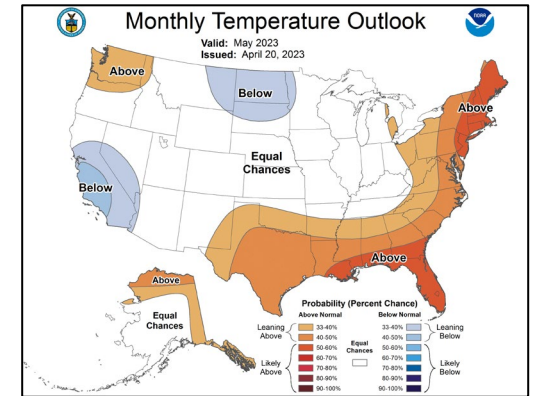 Monthly Temperature Outlook
Valid: May 2023
Issued: April 20, 2023
NOAA
Above
Below
Above
Equal
Chances
Below
Above
Above
Equal
Chances
Probability (Percent Chance)
Above Normal
Below Normal
Leaning
Above
33-40%
40-50%
33-40%
40-50%
Leaning
Below
Likely
Above
50-60%
60-70%
70-80%
80-90%
90-100%
Equal
Chances
50-60%
60-70%
70-80%
80-90%
90-100%
Likely
Below